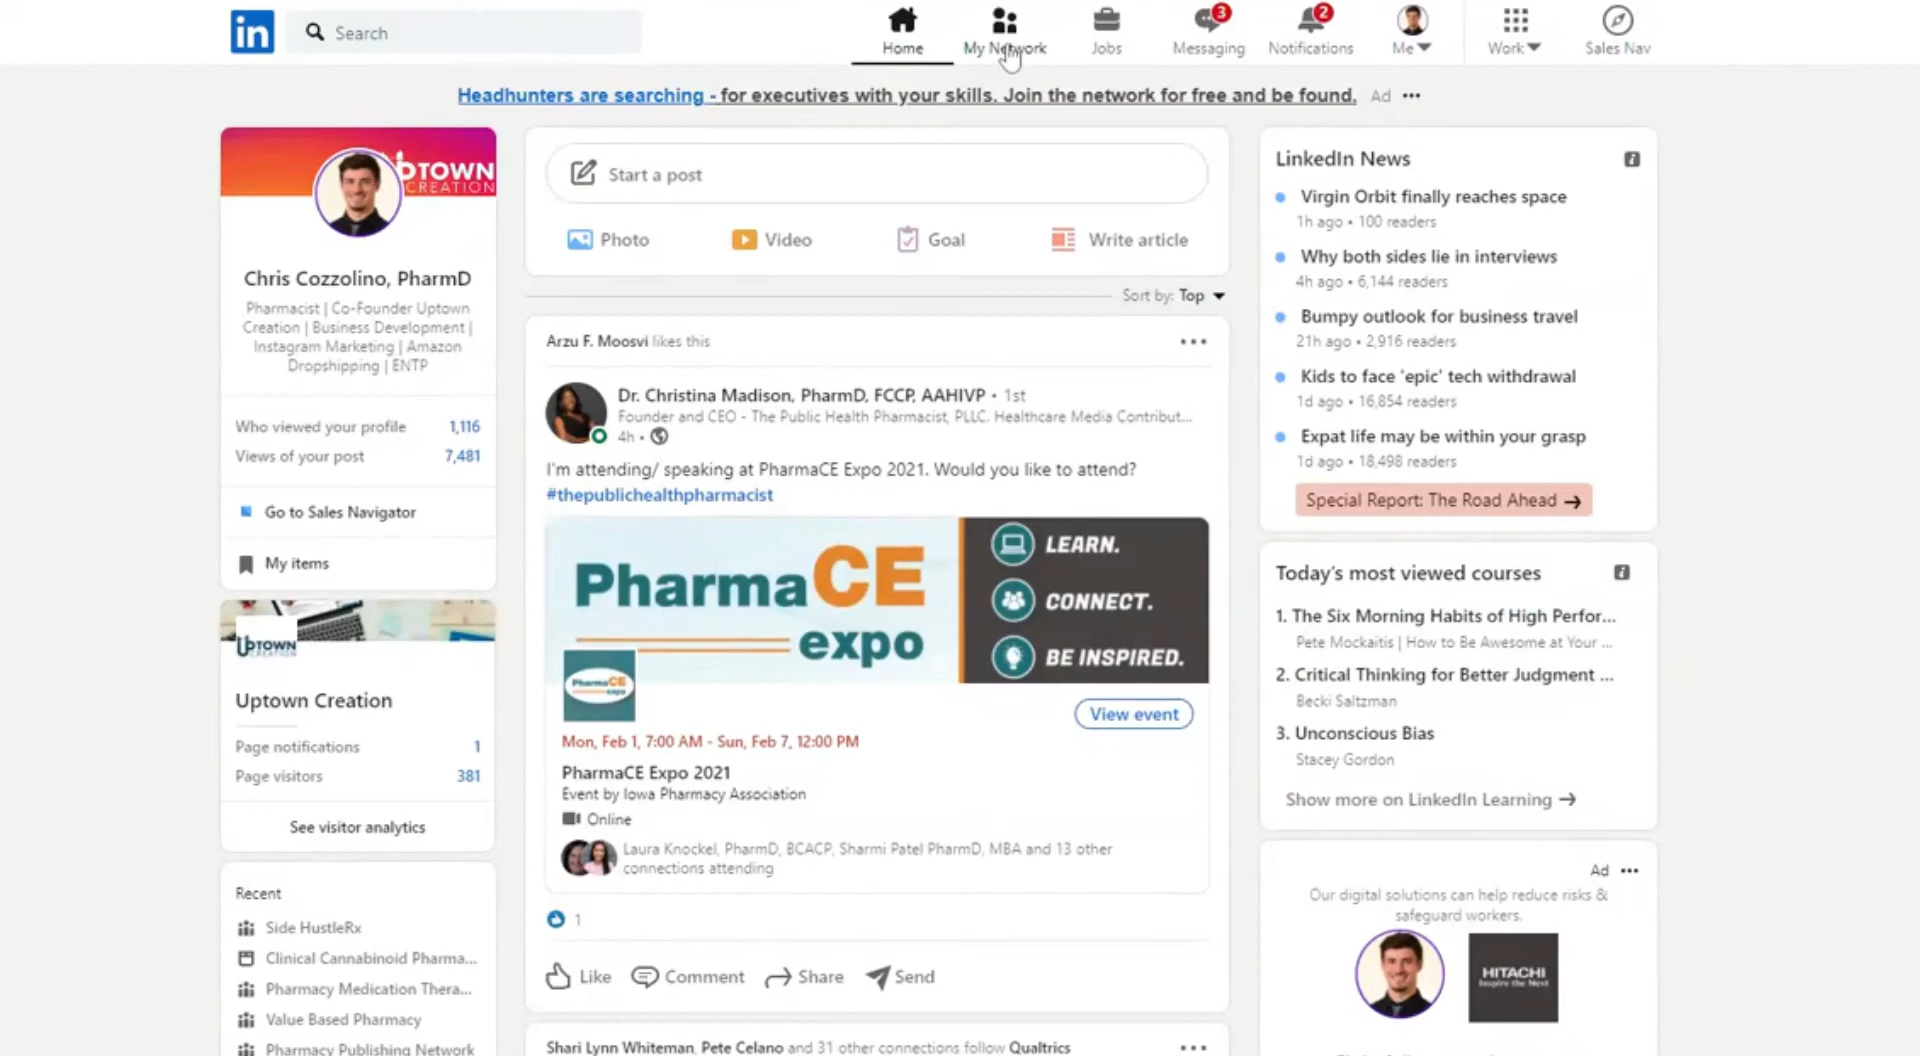 in
Search
Home
My Network
Jobs
3
Messaging
2
Notifications
Me
Work
Sales Nav
Headhunters are searching - for executives with your skills. Join the network for free and be found. Ad •••
UPTOWN
CREATION
Chris Cozzolino, PharmD
Pharmacist | Co-Founder Uptown
Creation | Business Development |
Instagram Marketing | Amazon
Dropshipping | ENTP
Who viewed your profile 1,116
Views of your post 7,481
Go to Sales Navigator
My items
UPTOWN
CREATION
Uptown Creation
Page notifications 1
Page visitors 381
See visitor analytics
Recent
Side HustleRx
Clinical Cannabinoid Pharma...
Pharmacy Medication Thera...
Value Based Pharmacy
Pharmacy Publishing Network
Start a post
Photo
Video
Goal
Write article
Sort by: Top
Arzu F. Moosvi likes this
Dr. Christina Madison, PharmD, FCCP, AAHIVP • 1st
Founder and CEO - The Public Health Pharmacist, PLLC. Healthcare Media Contribut...
4h •
I'm attending/ speaking at PharmaCE Expo 2021. Would you like to attend?
#thepublichealthpharmacist
PharmaCE
expo
LEARN.
CONNECT.
BE INSPIRED.
PharmaCE
expo
View event
Mon, Feb 1, 7:00 AM - Sun, Feb 7, 12:00 PM
PharmaCE Expo 2021
Event by Iowa Pharmacy Association
Online
Laura Knockel, PharmD, BCACP, Sharmi Patel PharmD, MBA and 13 other
connections attending
1
Like
Comment
Share
Send
Shari Lynn Whiteman, Pete Celano and 31 other connections follow Qualtrics
LinkedIn News
Virgin Orbit finally reaches space
1h ago • 100 readers
Why both sides lie in interviews
4h ago • 6,144 readers
Bumpy outlook for business travel
21h ago • 2,916 readers
Kids to face 'epic' tech withdrawal
1d ago • 16,854 readers
Expat life may be within your grasp
1d ago • 18,498 readers
Special Report: The Road Ahead →
Today's most viewed courses
1. The Six Morning Habits of High Perfor...
Pete Mockaitis | How to Be Awesome at Your ...
2. Critical Thinking for Better Judgment ...
Becki Saltzman
3. Unconscious Bias
Stacey Gordon
Show more on LinkedIn Learning →
Ad •••
Our digital solutions can help reduce risks &
safeguard workers.
HITACHI
Inspire the Next